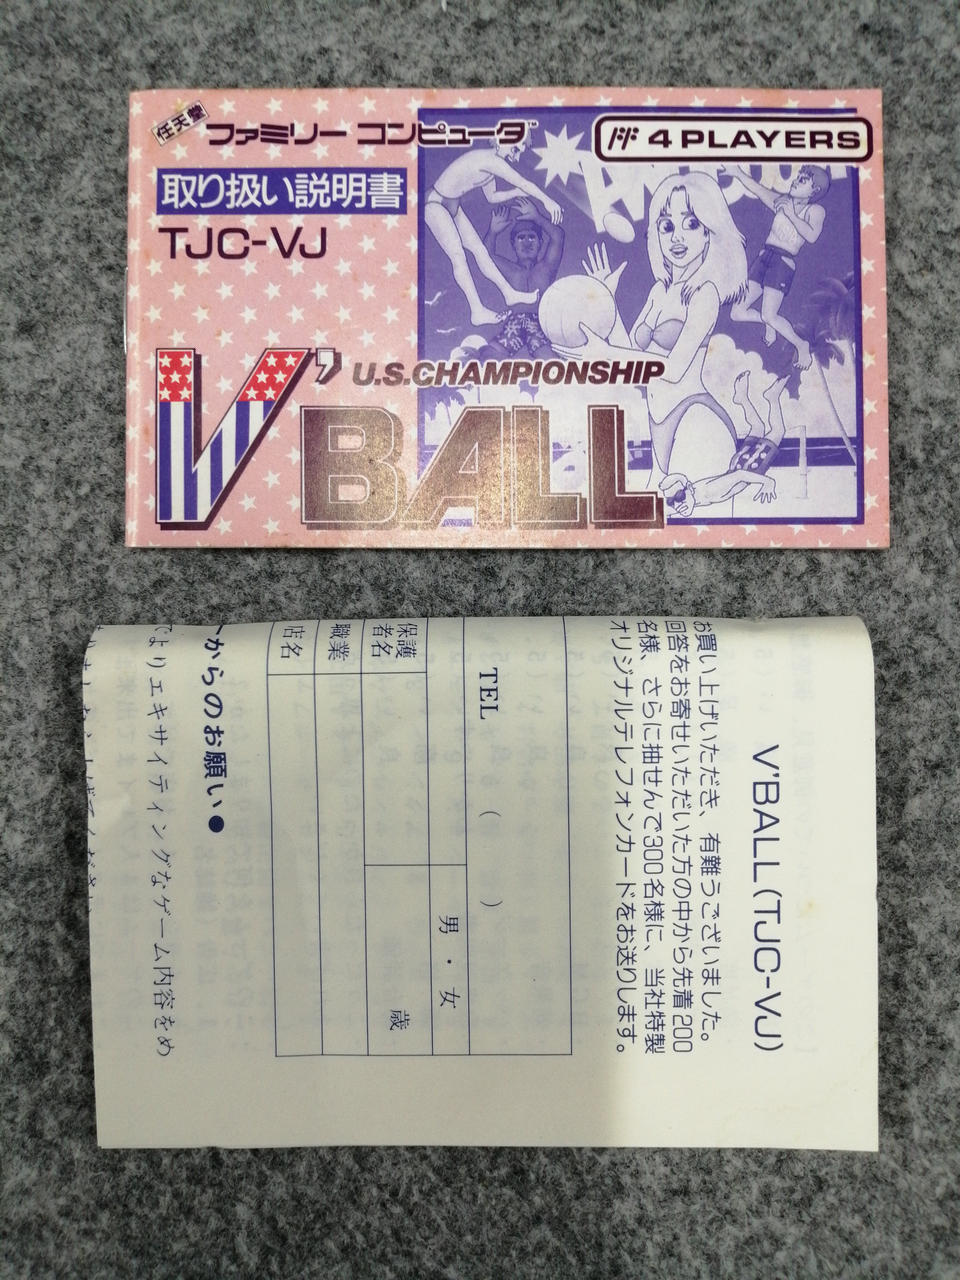 任天堂
ファミリー コンピュータ™
4 PLAYERS
取り扱い説明書
TJC-VJ
V'
U.S.CHAMPIONSHIP
BALL
V'BALL(TJC-VJ)
お買い上げいただき、有難うございました。
回答をお寄せいただいた方の中から先着200
名様、さらに抽せんで300名様に、当社特製
オリジナルテレフォンカードをお送りします。
TEL ( )
男・女
保護者名
歳
職業
店名
からのお願い●
よりエキサイティングなゲーム内容をめ